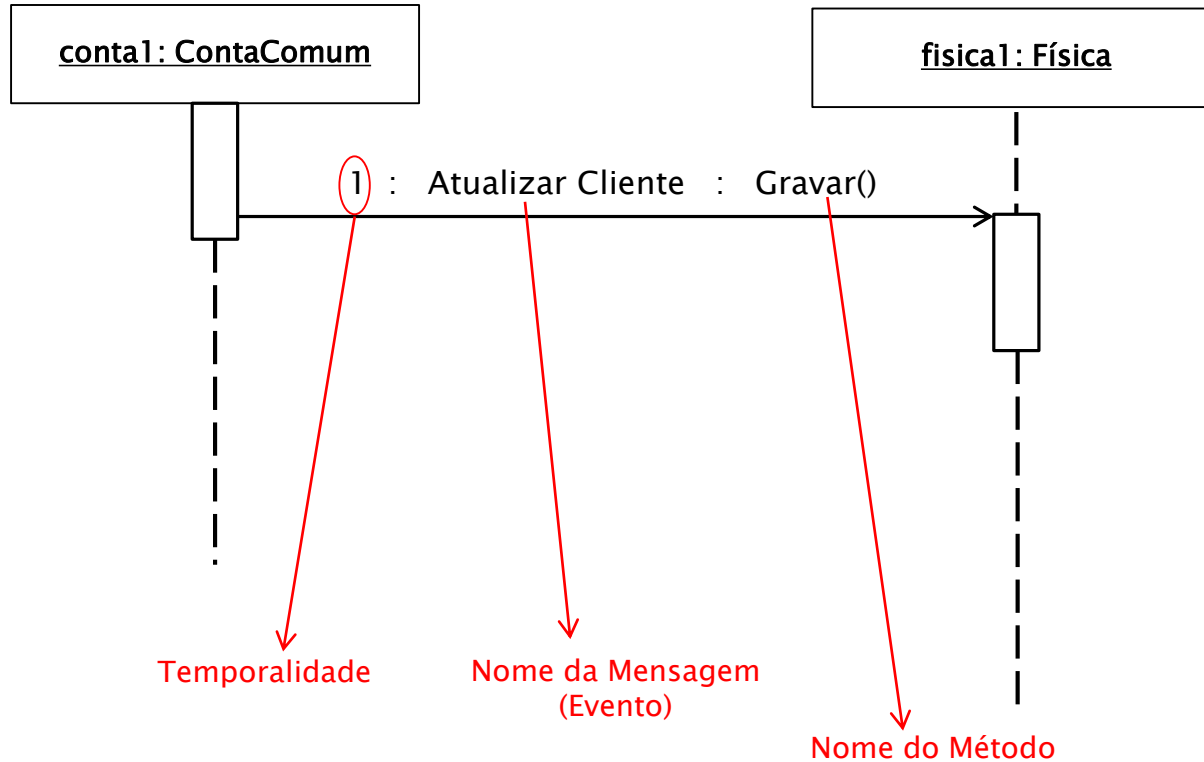 conta1: ContaComum
fisica1: Física
1 : Atualizar Cliente : Gravar()
Temporalidade
Nome da Mensagem
(Evento)
Nome do Método